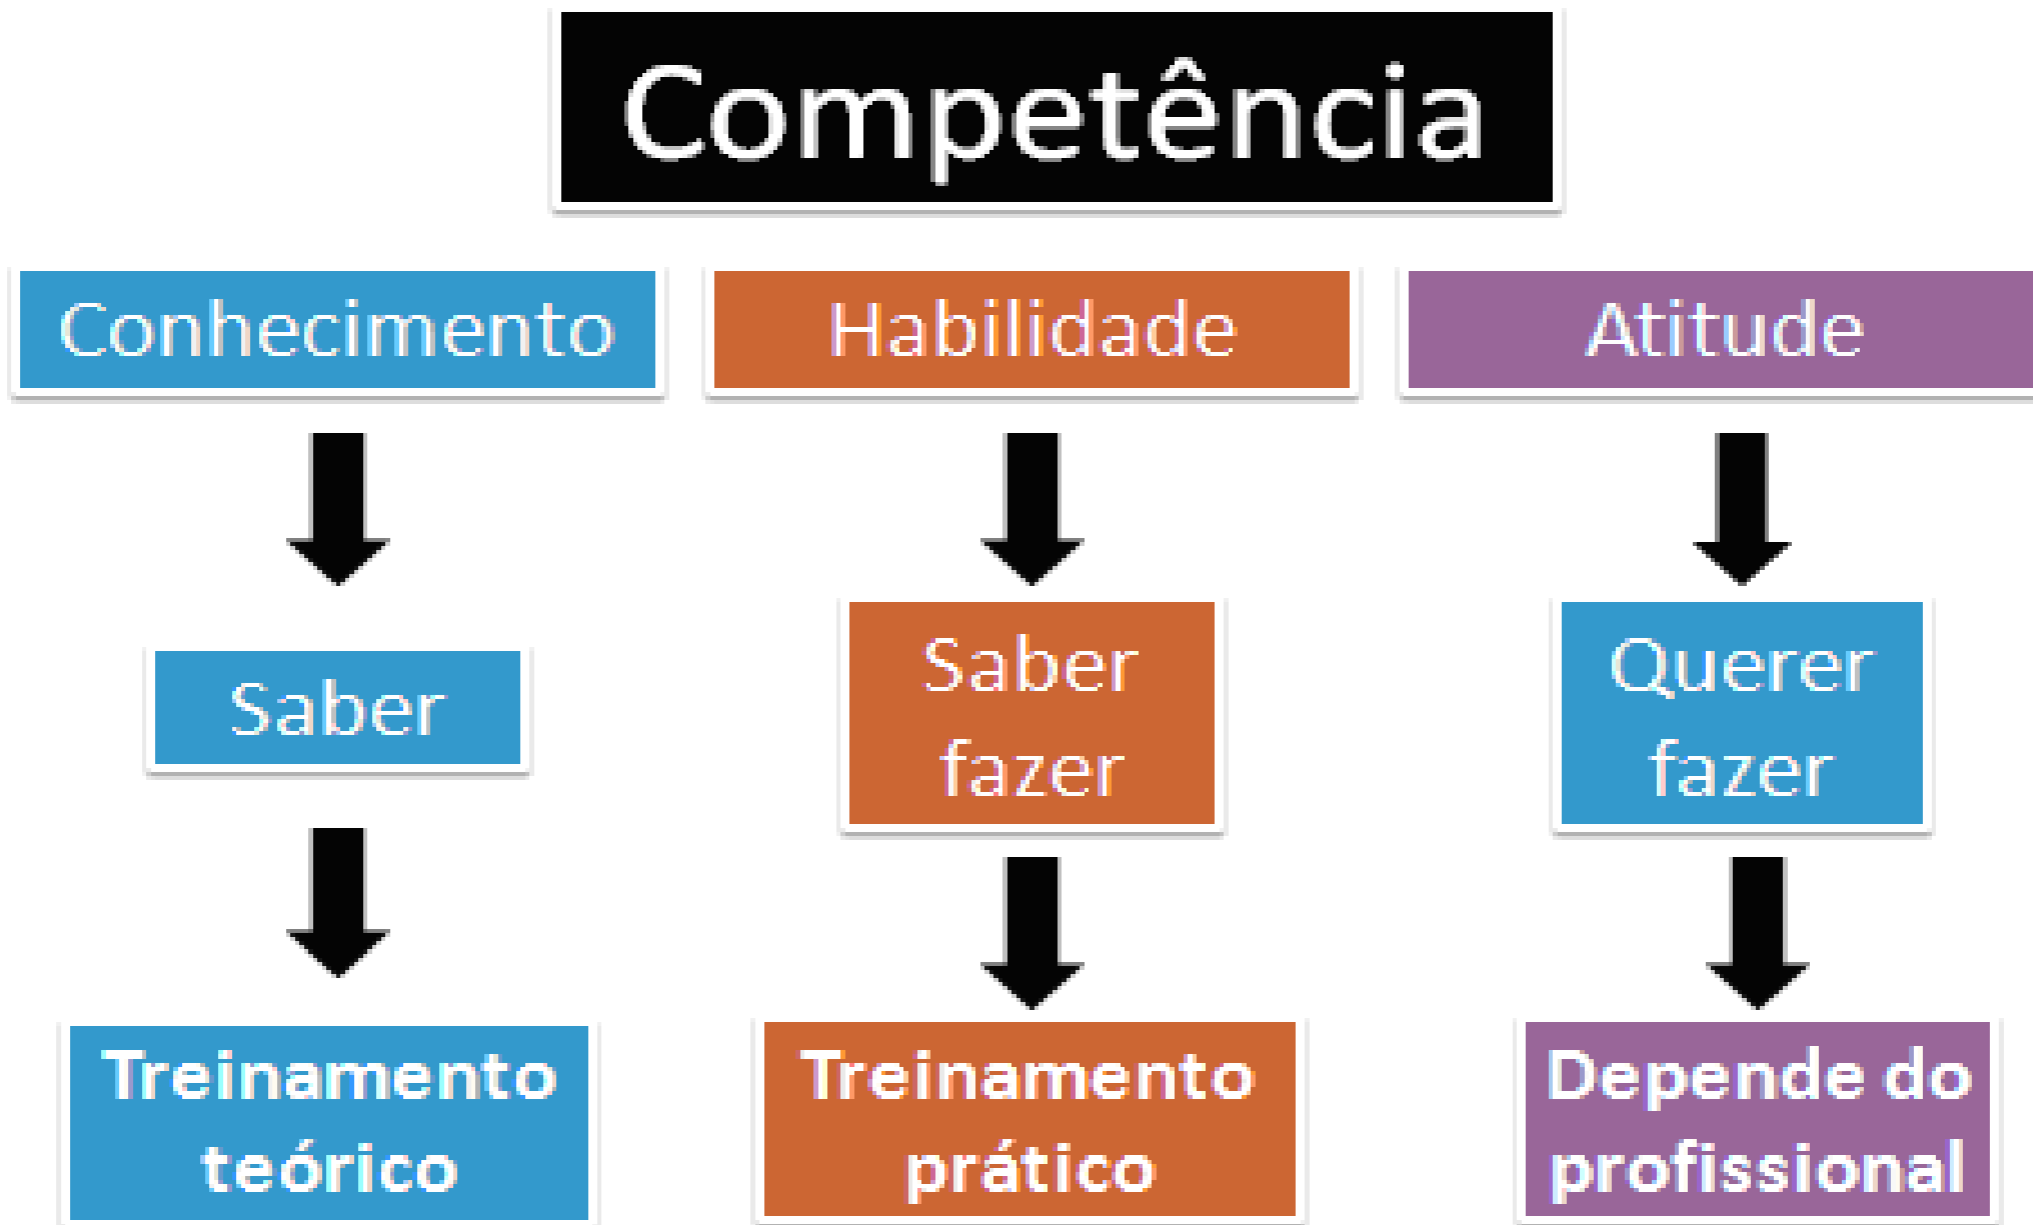 Competência
Conhecimento
Habilidade
Atitude
Saber
Saber
fazer
Querer
fazer
Treinamento
teórico
Treinamento
prático
Depende do
profissional